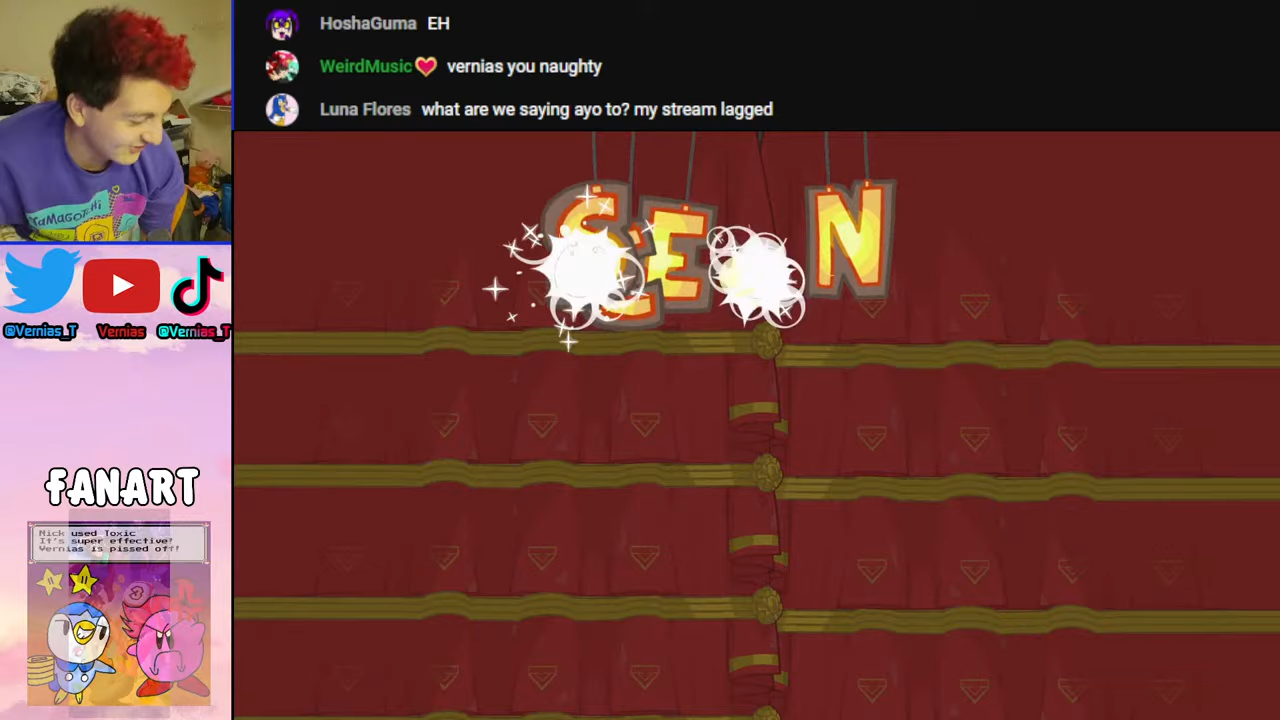 HoshaGuma EH
WeirdMusic vernias you naughty
Luna Flores what are we saying ayo to? my stream lagged
SE N
@Vernias_T Vernias @Vernias_T
FANART
Nick used Toxic
It's super effective!
Vernias is pissed off!